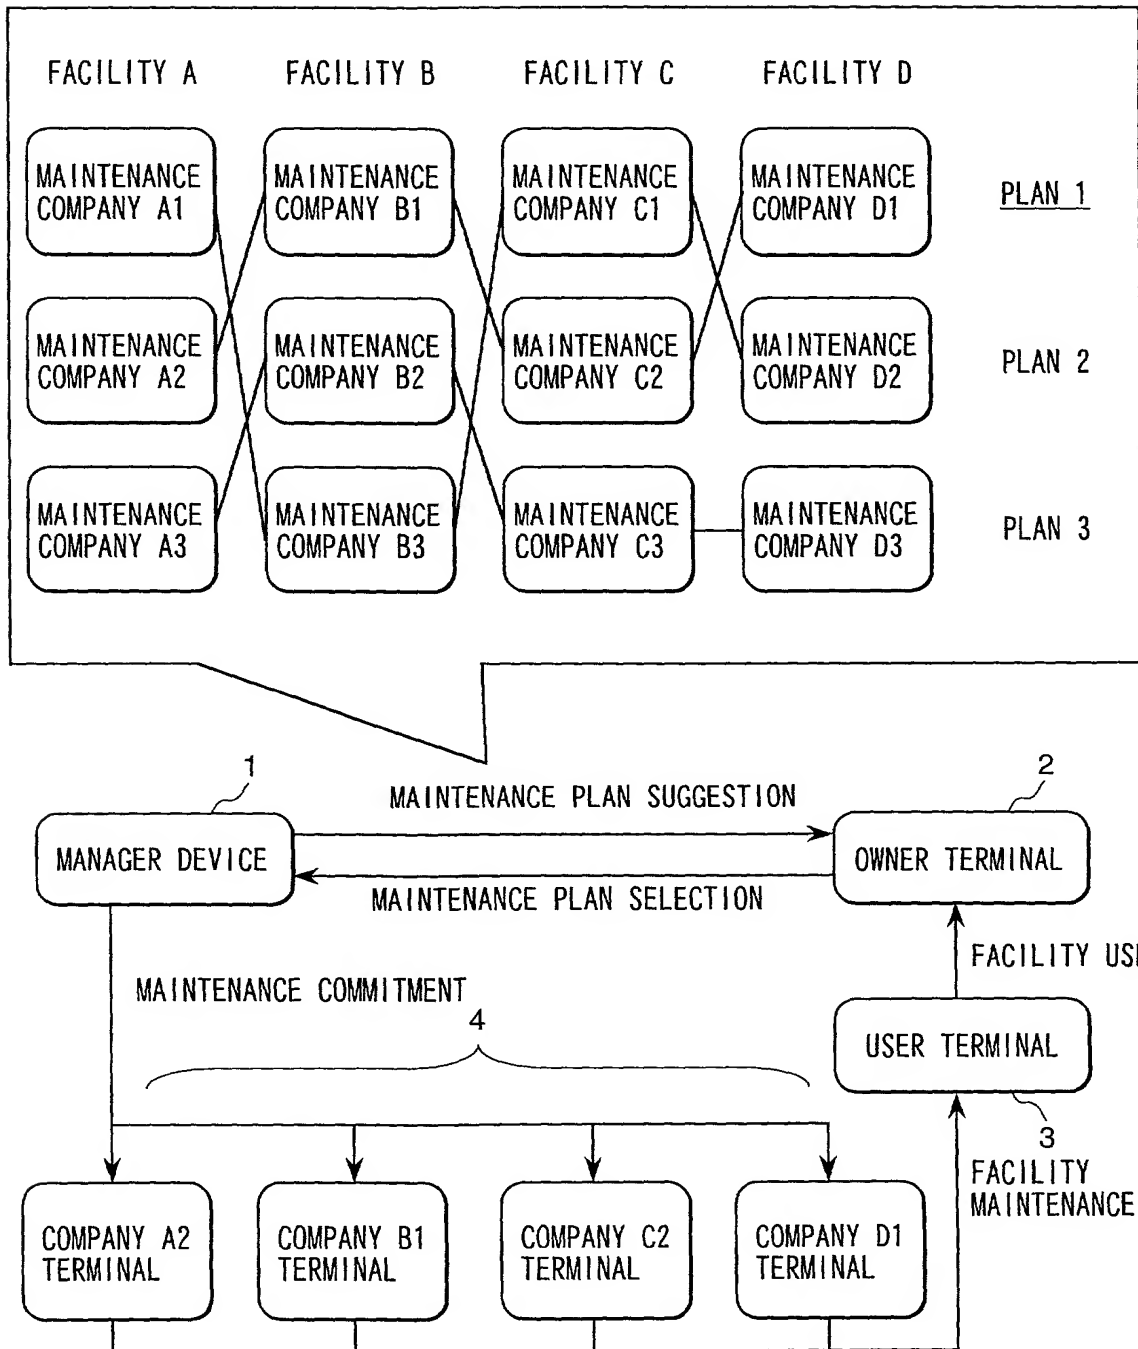 FACILITY A FACILITY B FACILITY C FACILITY D
MAINTENANCE COMPANY A1
MAINTENANCE COMPANY B1
MAINTENANCE COMPANY C1
MAINTENANCE COMPANY D1
PLAN 1
MAINTENANCE COMPANY A2
MAINTENANCE COMPANY B2
MAINTENANCE COMPANY C2
MAINTENANCE COMPANY D2
PLAN 2
MAINTENANCE COMPANY A3
MAINTENANCE COMPANY B3
MAINTENANCE COMPANY C3
MAINTENANCE COMPANY D3
PLAN 3
1
MAINTENANCE PLAN SUGGESTION
2
MANAGER DEVICE
OWNER TERMINAL
MAINTENANCE PLAN SELECTION
FACILITY US
MAINTENANCE COMMITMENT
4
USER TERMINAL
3
FACILITY
MAINTENANCE
COMPANY A2
TERMINAL
COMPANY B1
TERMINAL
COMPANY C2
TERMINAL
COMPANY D1
TERMINAL